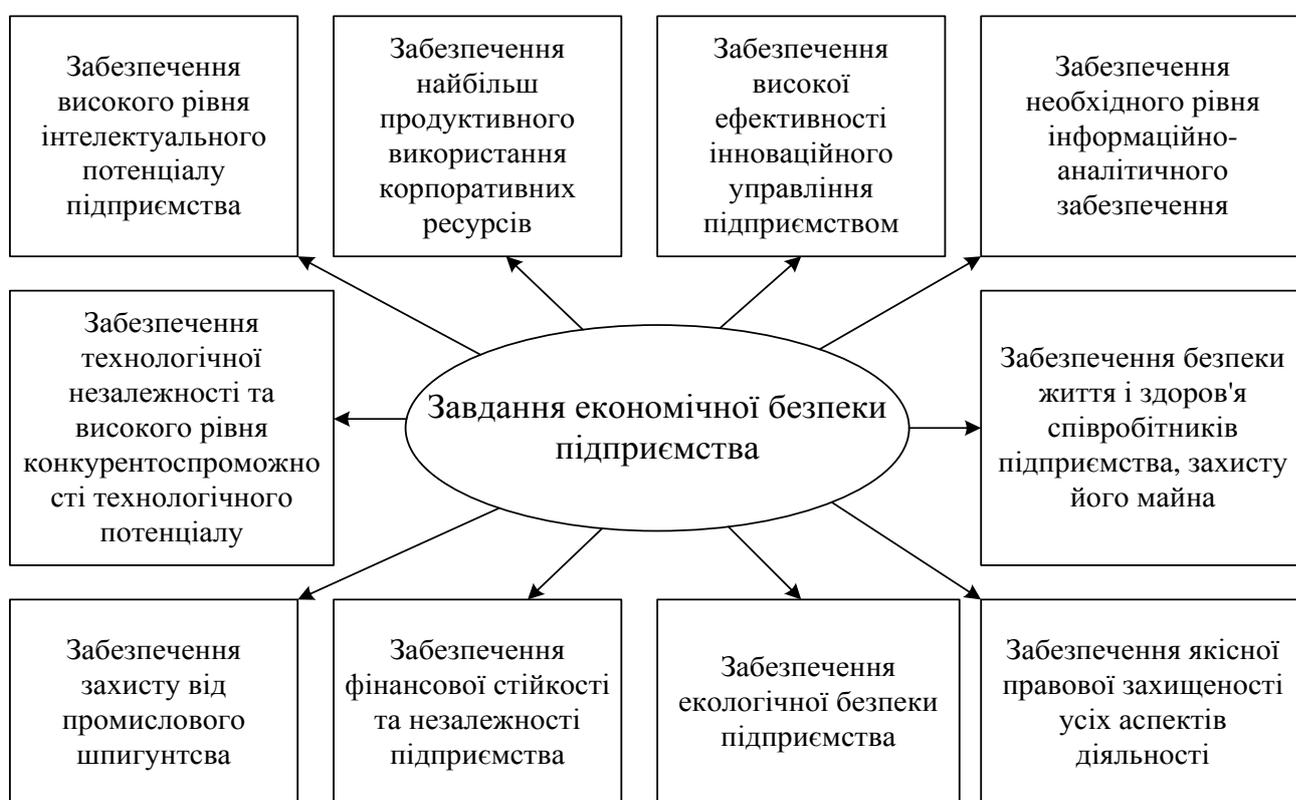 Забезпечення
високого рівня
інтелектуального
потенціалу
підприємства
Забезпечення
найбільш
продуктивного
використання
корпоративних
ресурсів
Забезпечення
високої
ефективності
інноваційного
управління
підприємством
Забезпечення
необхідного рівня
інформаційно-
аналітичного
забезпечення
Забезпечення
технологічної
незалежності та
високого рівня
конкурентоспроможно
сті технологічного
потенціалу
Завдання економічної безпеки
підприємства
Забезпечення безпеки
життя і здоров'я
співробітників
підприємства, захисту
його майна
Забезпечення
захисту від
промислового
шпигунтсва
Забезпечення
фінансової стійкості
та незалежності
підприємства
Забезпечення
екологічної безпеки
підприємства
Забезпечення якісної
правової захищеності
усіх аспектів
діяльності